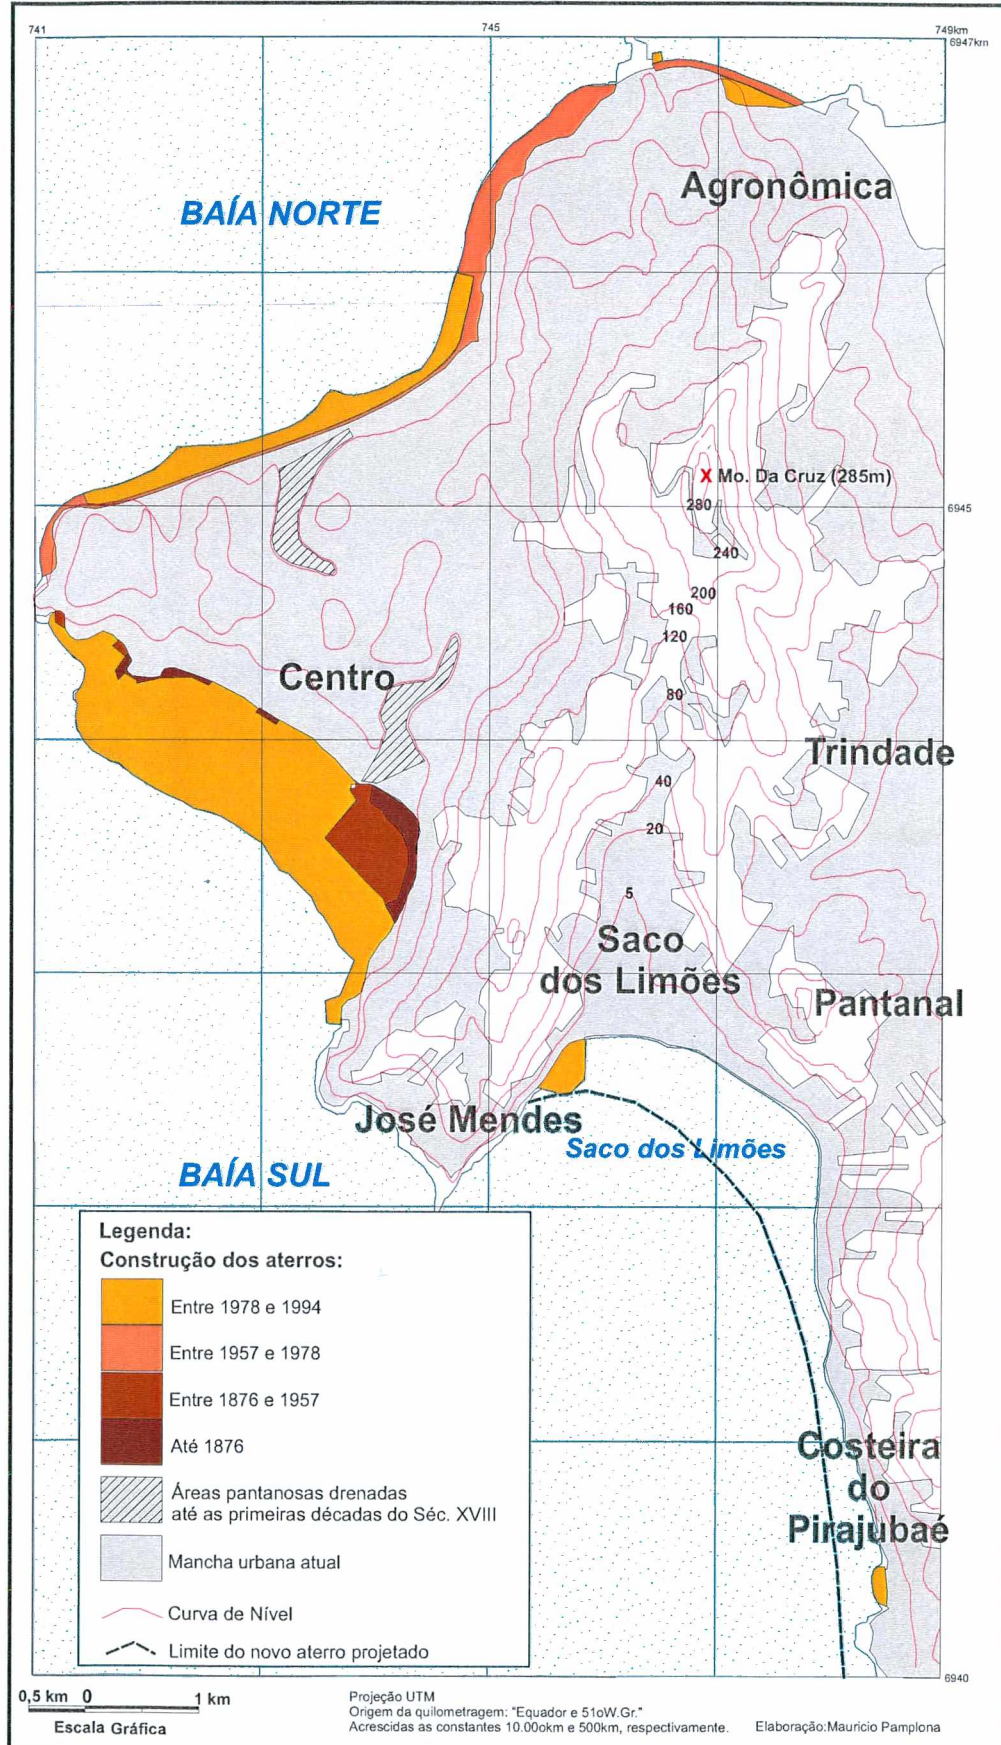 741
745
749km
6947km
BAÍA NORTE
Agronômica
X Mo. Da Cruz (285m)
280
6945
240
200
160
120
Centro
80
Trindade
40
20
5
Saco
dos Limões
Pantanal
José Mendes
Saco dos Limões
BAÍA SUL
Legenda:
Construção dos aterros:
Entre 1978 e 1994
Entre 1957 e 1978
Entre 1876 e 1957
Até 1876
Áreas pantanosas drenadas
até as primeiras décadas do Séc. XVIII
Mancha urbana atual
Curva de Nível
Limite do novo aterro projetado
Costeira
do
Pirajubaé
6940
0,5 km 0 1 km
Escala Gráfica
Projeção UTM
Origem da quilometragem: "Equador e 51oW.Gr."
Acrescidas as constantes 10.00okm e 500km, respectivamente.
Elaboração:Mauricio Pamplona